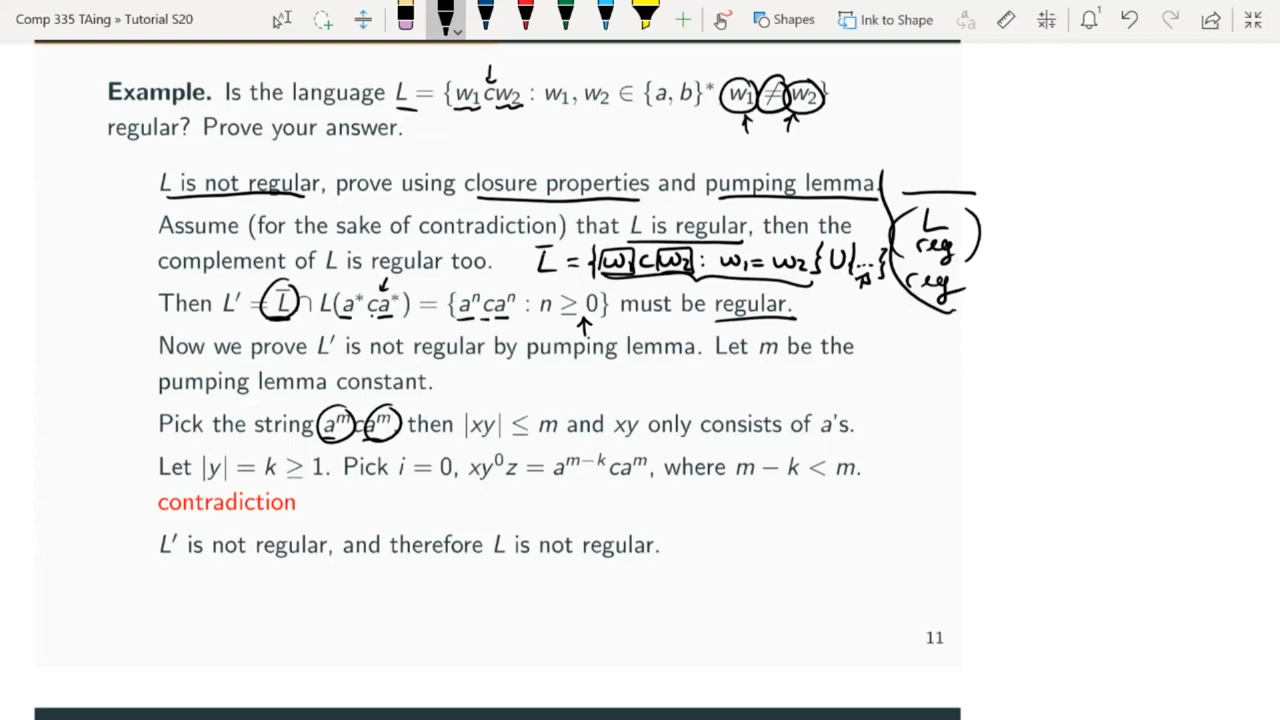 Comp 335 TAing » Tutorial S20
Shapes
Ink to Shape
Example. Is the language L = {w₁cw₂ : w₁, w₂ ∈ {a, b}* w₁ ≠ w₂}
regular? Prove your answer.
L is not regular, prove using closure properties and pumping lemma.
Assume (for the sake of contradiction) that L is regular, then the
L
reg
complement of L is regular too.
L̅ = {w₁cw₂ : w₁ = w₂} ∪ {...}
reg
Then L′ = L̅ ∩ L(a*ca*) = {aⁿcaⁿ : n ≥ 0} must be regular.
Now we prove L′ is not regular by pumping lemma. Let m be the
pumping lemma constant.
Pick the string aᵐcaᵐ, then |xy| ≤ m and xy only consists of a's.
Let |y| = k ≥ 1. Pick i = 0, xy⁰z = aᵐ⁻ᵏcaᵐ, where m − k < m.
contradiction
L′ is not regular, and therefore L is not regular.
11